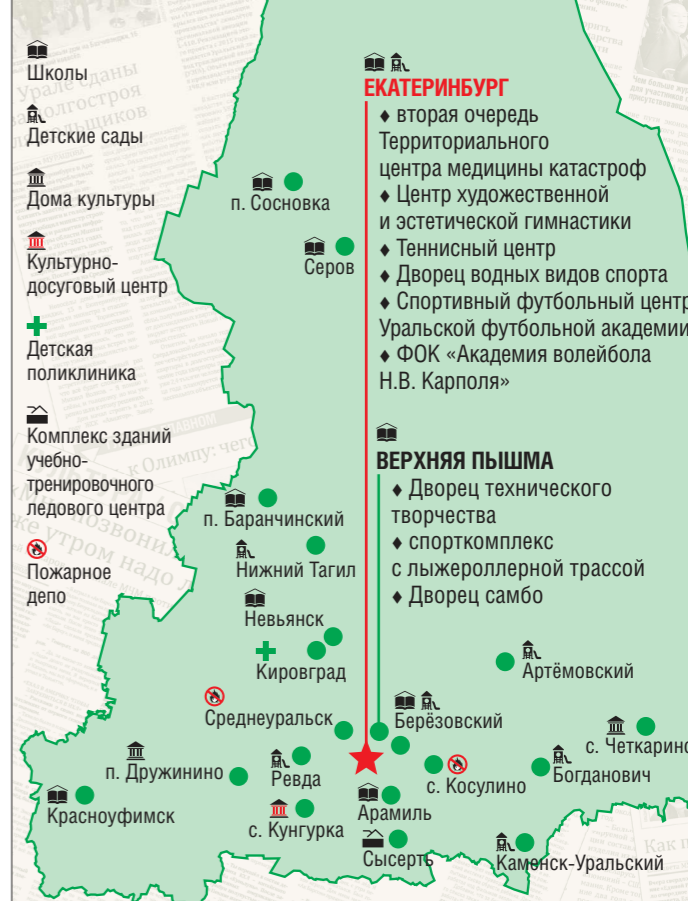 Школы
Детские сады
Дома культуры
Культурно-
досуговый центр
Детская
поликлиника
Комплекс зданий
учебно-
тренировочного
ледового центра
Пожарное
депо
ЕКАТЕРИНБУРГ
♦ вторая очередь
Территориального
центра медицины катастроф
♦ Центр художественной
и эстетической гимнастики
♦ Теннисный центр
♦ Дворец водных видов спорта
♦ Спортивный футбольный центр
Уральской футбольной академии
♦ ФОК «Академия волейбола
Н.В. Карполя»
ВЕРХНЯЯ ПЫШМА
♦ Дворец технического
творчества
♦ спорткомплекс
с лыжероллерной трассой
♦ Дворец самбо
п. Сосновка
Серов
п. Баранчинский
Нижний Тагил
Невьянск
Кировград
Артёмовский
Среднеуральск
Берёзовский
с. Четкарино
п. Дружинино
Ревда
с. Косулино
Богданович
Красноуфимск
с. Кунгурка
Арамиль
Сысерть
Каменск-Уральский